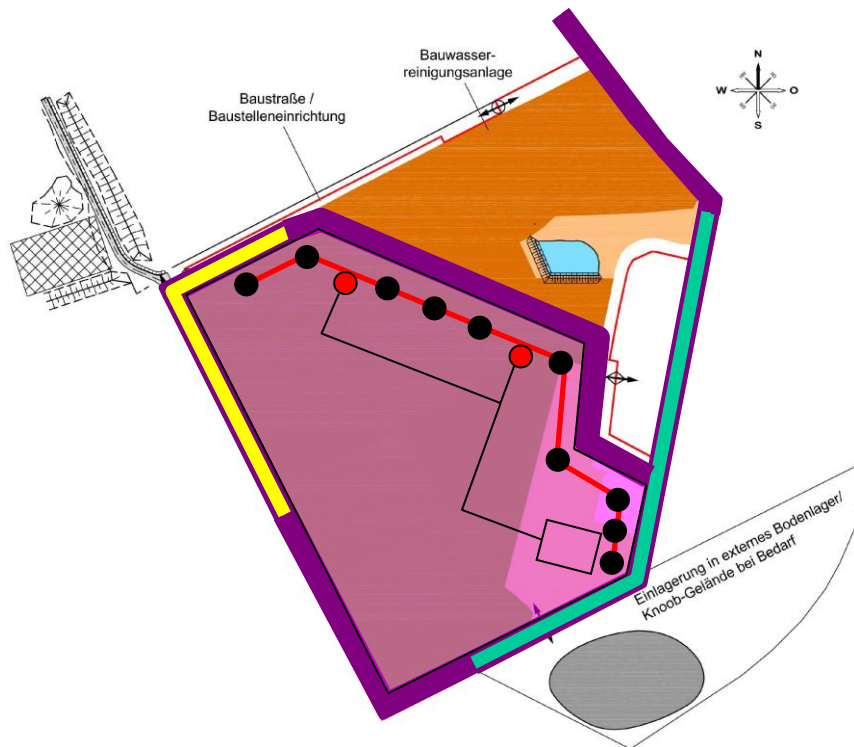 Bauwasser-
reinigungsanlage
Baustraße /
Baustelleneinrichtung
N
W
O
S
Einlagerung in externes Bodenlager/
Knoob-Gelände bei Bedarf